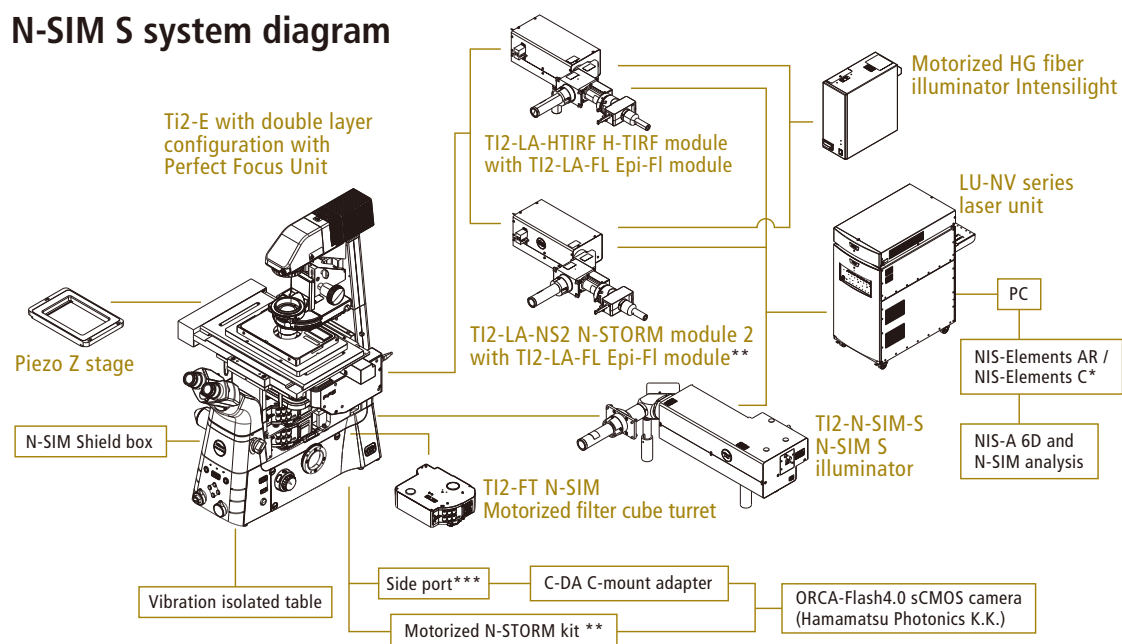 N-SIM S system diagram
Motorized HG fiber
illuminator Intensilight
Ti2-E with double layer
configuration with
Perfect Focus Unit
TI2-LA-HTIRF H-TIRF module
with TI2-LA-FL Epi-Fl module
LU-NV series
laser unit
PC
Piezo Z stage
TI2-LA-NS2 N-STORM module 2
with TI2-LA-FL Epi-Fl module**
NIS-Elements AR /
NIS-Elements C*
N-SIM Shield box
TI2-N-SIM-S
N-SIM S
illuminator
NIS-A 6D and
N-SIM analysis
TI2-FT N-SIM
Motorized filter cube turret
Vibration isolated table
Side port***
C-DA C-mount adapter
ORCA-Flash4.0 sCMOS camera
(Hamamatsu Photonics K.K.)
Motorized N-STORM kit **